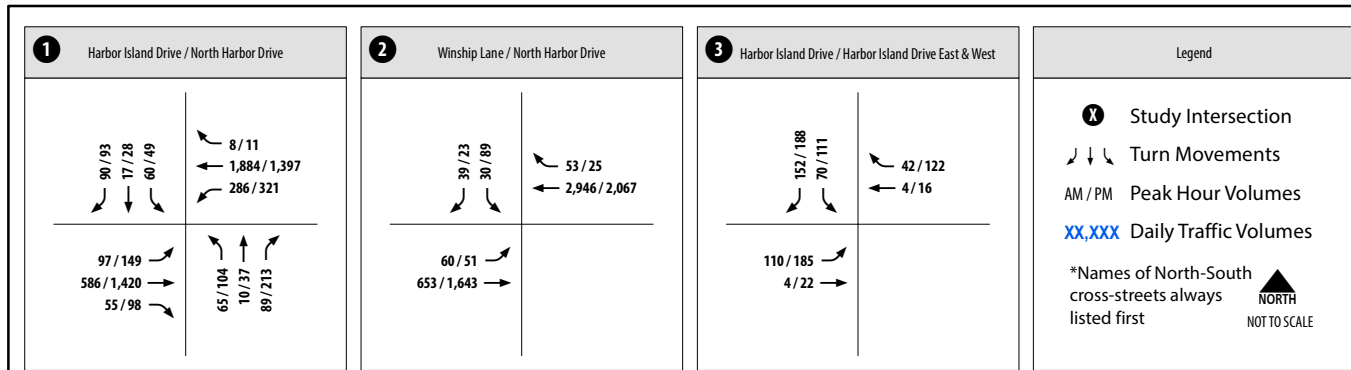 1
Harbor Island Drive / North Harbor Drive
90 / 93
17 / 28
60 / 49
8 / 11
1,884 / 1,397
286 / 321
97 / 149
586 / 1,420
55 / 98
65 / 104
10 / 37
89 / 213
2
Winship Lane / North Harbor Drive
39 / 23
30 / 89
53 / 25
2,946 / 2,067
60 / 51
653 / 1,643
3
Harbor Island Drive / Harbor Island Drive East & West
152 / 188
70 / 111
42 / 122
4 / 16
110 / 185
4 / 22
Legend
X Study Intersection
Turn Movements
AM / PM Peak Hour Volumes
XX,XXX Daily Traffic Volumes
*Names of North-South
cross-streets always
listed first
NORTH
NOT TO SCALE